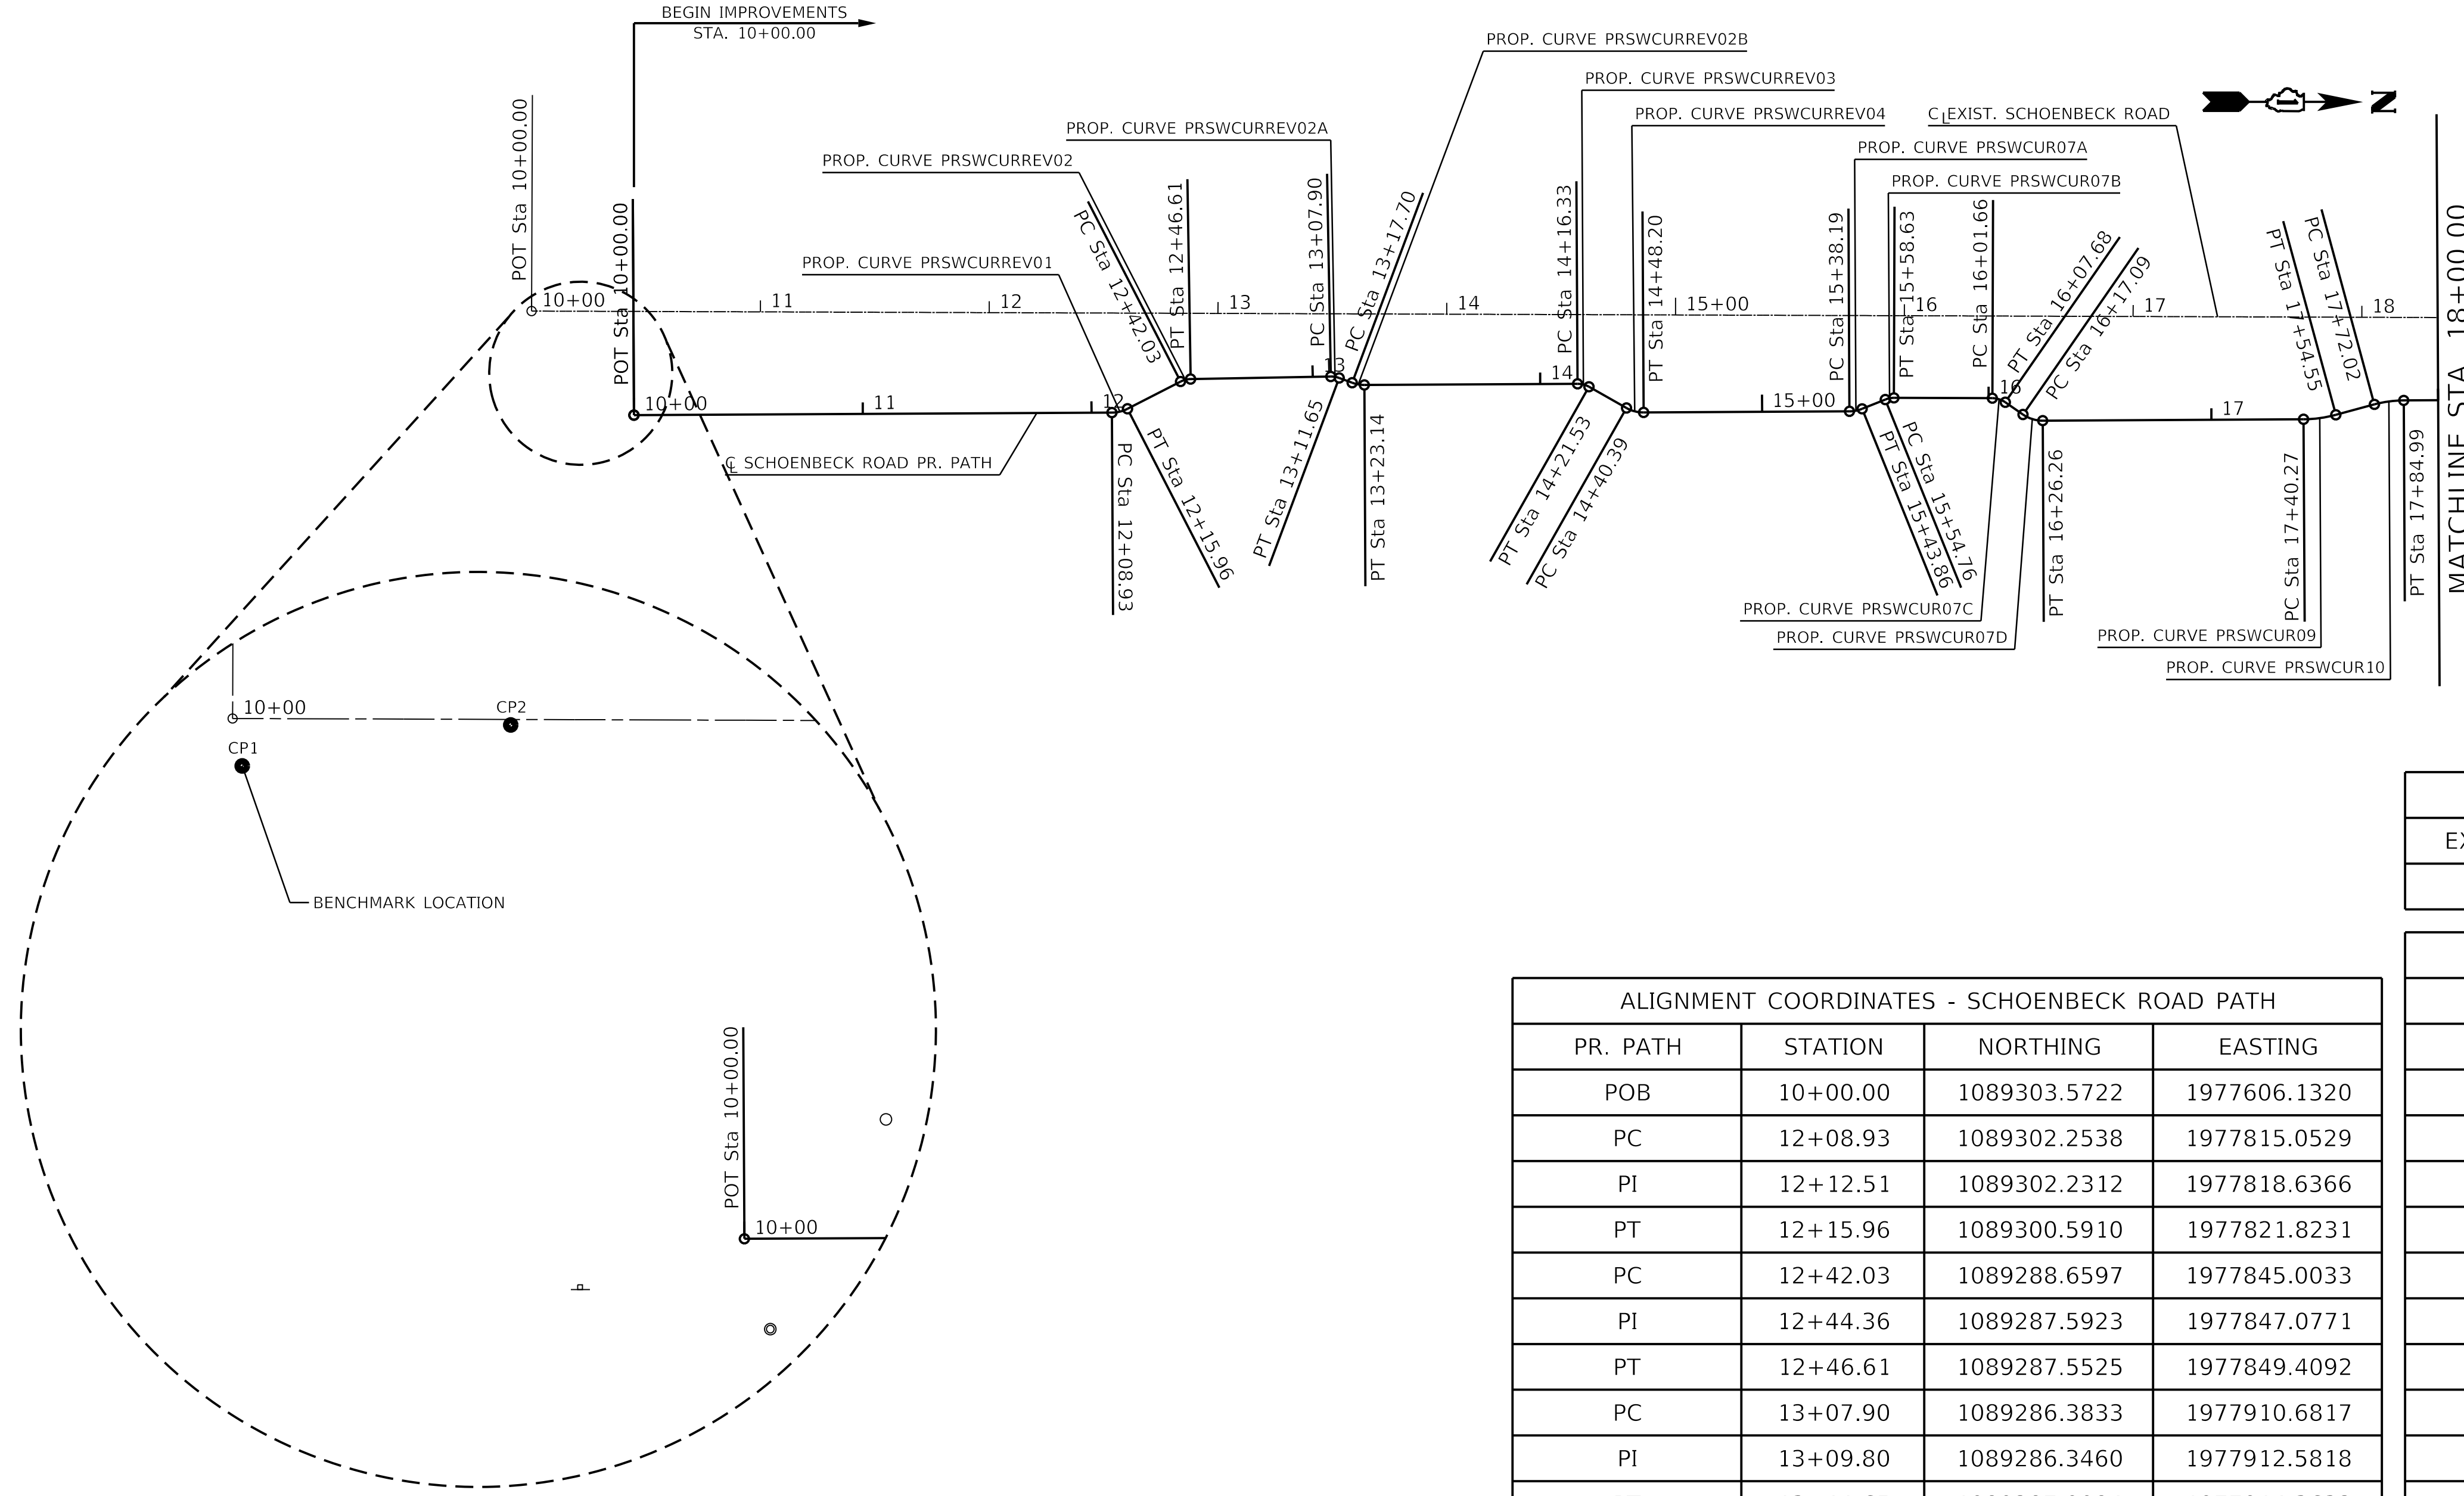 BEGIN IMPROVEMENTS
STA. 10+00.00
PROP. CURVE PRSWCURREV02B
PROP. CURVE PRSWCURREV03
PROP. CURVE PRSWCURREV04
C L EXIST. SCHOENBECK ROAD
N
PROP. CURVE PRSWCURREV02A
PROP. CURVE PRSWCUR07A
PROP. CURVE PRSWCURREV02
PROP. CURVE PRSWCUR07B
PROP. CURVE PRSWCURREV01
POT Sta 10+00.00
POT Sta 10+00.00
PC Sta 12+42.03
PT Sta 12+46.61
PC Sta 13+07.90
PC Sta 13+17.70
PC Sta 14+16.33
PT Sta 14+48.20
PC Sta 15+38.19
PT Sta 15+58.63
PC Sta 16+01.66
PT Sta 16+07.68
PC Sta 16+17.09
PT Sta 17+54.55
PC Sta 17+72.02
MATCHLINE STA. 18+00.00
10+00
11
12
13
14
15+00
16
17
18
10+00
11
12
13
14
15+00
16
17
CL SCHOENBECK ROAD PR. PATH
PC Sta 12+08.93
PT Sta 12+15.96
PT Sta 13+11.65
PT Sta 13+23.14
PT Sta 14+21.53
PC Sta 14+40.39
PT Sta 15+43.86
PC Sta 15+54.76
PT Sta 16+26.26
PC Sta 17+40.27
PT Sta 17+84.99
PROP. CURVE PRSWCUR07C
PROP. CURVE PRSWCUR07D
PROP. CURVE PRSWCUR09
PROP. CURVE PRSWCUR10
10+00
CP2
CP1
BENCHMARK LOCATION
POT Sta 10+00.00
10+00
EX
ALIGNMENT COORDINATES - SCHOENBECK ROAD PATH
PR. PATH STATION NORTHING EASTING
POB 10+00.00 1089303.5722 1977606.1320
PC 12+08.93 1089302.2538 1977815.0529
PI 12+12.51 1089302.2312 1977818.6366
PT 12+15.96 1089300.5910 1977821.8231
PC 12+42.03 1089288.6597 1977845.0033
PI 12+44.36 1089287.5923 1977847.0771
PT 12+46.61 1089287.5525 1977849.4092
PC 13+07.90 1089286.3833 1977910.6817
PI 13+09.80 1089286.3460 1977912.5818